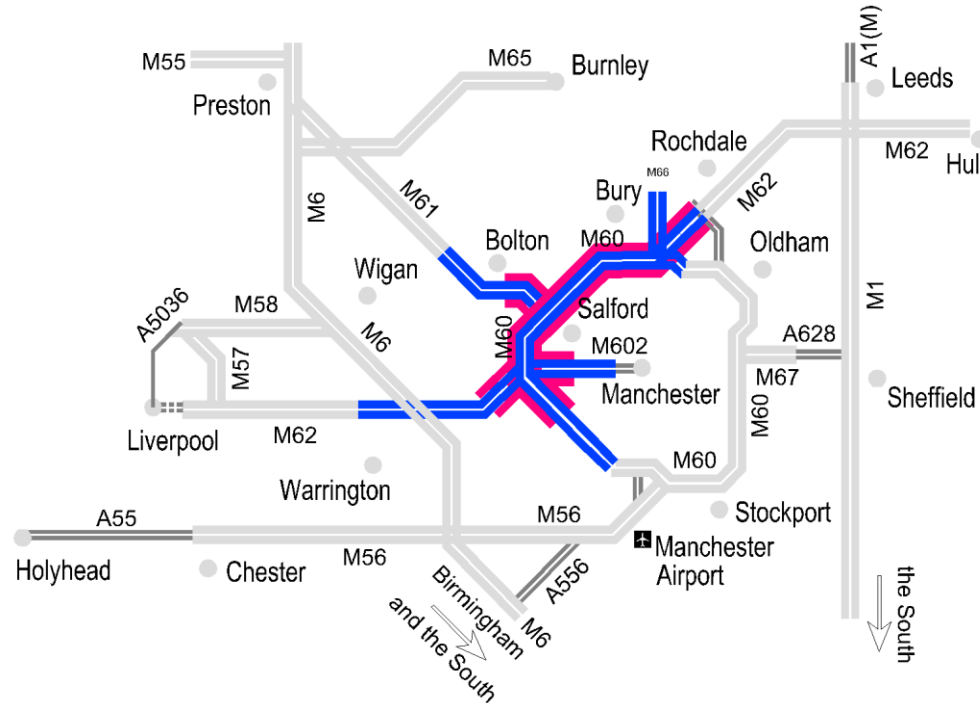 M55
M65
Burnley
A1(M)
Leeds
Preston
Rochdale
M62
Hul
M66
M62
Bury
M61
M6
M60
Bolton
Oldham
Wigan
M1
A5036
M58
Salford
M60
M6
A628
M602
M57
M67
Manchester
Sheffield
M60
Liverpool
M62
M60
Warrington
Stockport
A55
M56
M56
Manchester
Airport
Holyhead
Chester
A556
Birmingham
and the South
M6
the South